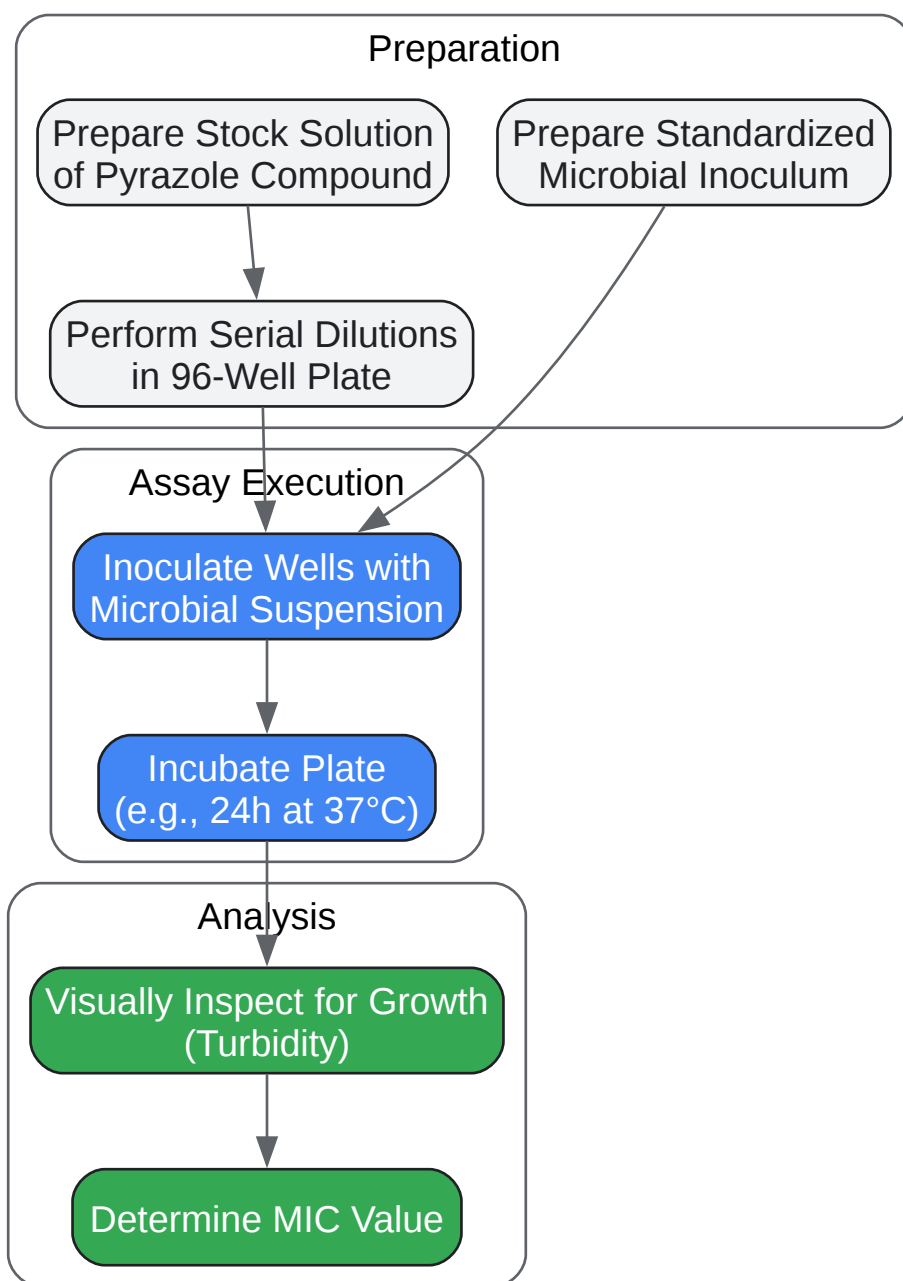 Preparation
Prepare Stock Solution
of Pyrazole Compound
Prepare Standardized
Microbial Inoculum
Perform Serial Dilutions
in 96-Well Plate
Assay Execution
Inoculate Wells with
Microbial Suspension
Incubate Plate
(e.g., 24h at 37°C)
Analysis
Visually Inspect for Growth
(Turbidity)
Determine MIC Value